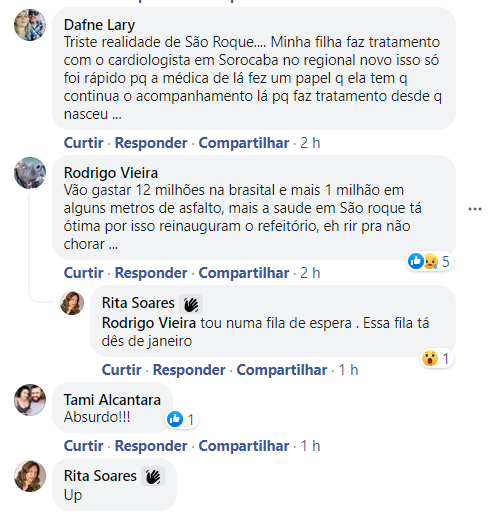 Dafne Lary
Triste realidade de São Roque.... Minha filha faz tratamento
com o cardiologista em Sorocaba no regional novo isso só
foi rápido pq a médica de lá fez um papel q ela tem q
continua o acompanhamento lá pq faz tratamento desde q
nasceu ...
Curtir · Responder · Compartilhar · 2 h
Rodrigo Vieira
Vão gastar 12 milhões na brasital e mais 1 milhão em
alguns metros de asfalto, mais a saude em São roque tá
ótima por isso reinauguram o refeitório, eh rir pra não
chorar ...
5
Curtir · Responder · Compartilhar · 2 h
Rita Soares
Rodrigo Vieira tou numa fila de espera . Essa fila tá
dês de janeiro
1
Curtir · Responder · Compartilhar · 1 h
Tami Alcantara
Absurdo!!!
1
Curtir · Responder · Compartilhar · 1 h
Rita Soares
Up